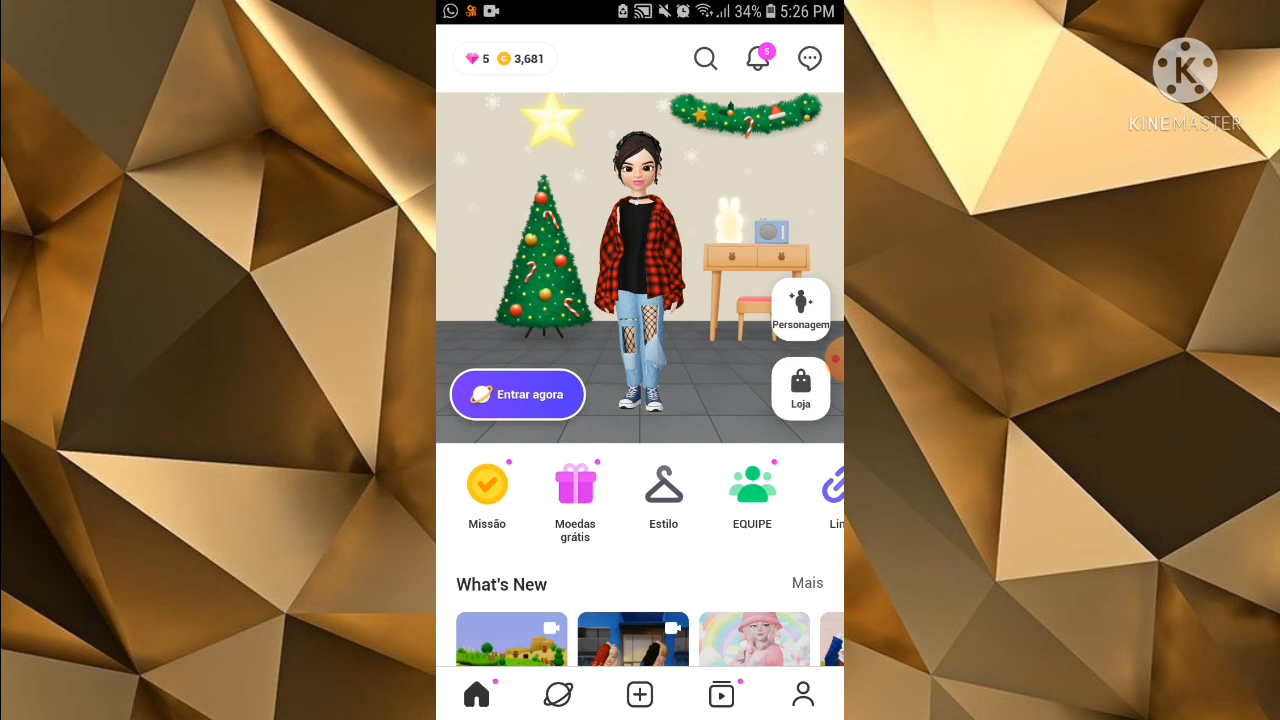 34% 5:26 PM
5 3,681
5
K
KINEMASTER
Personagem
Entrar agora
Loja
Missão
Moedas
grátis
Estilo
EQUIPE
Lin
What's New
Mais